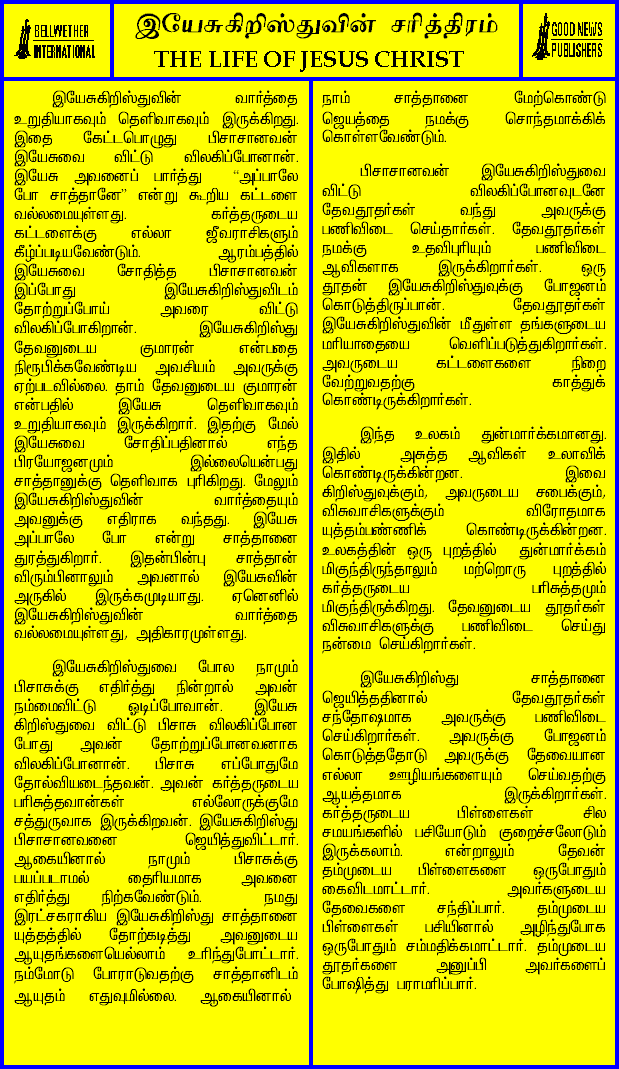 BELLWETHER
INTERNATIONAL
இயேசுகிறிஸ்துவின் சரித்திரம்
THE LIFE OF JESUS CHRIST
GOOD NEWS
PUBLISHERS
இயேசுகிறிஸ்துவின் வார்த்தை
உறுதியாகவும் தெளிவாகவும் இருக்கிறது.
இதை கேட்டபொழுது பிசாசானவன்
இயேசுவை விட்டு விலகிப்போனான்.
இயேசு அவனைப் பார்த்து “அப்பாலே
போ சாத்தானே” என்று கூறிய கட்டளை
வல்லமையுள்ளது. கர்த்தருடைய
கட்டளைக்கு எல்லா ஜீவராசிகளும்
கீழ்ப்படியவேண்டும். ஆரம்பத்தில்
இயேசுவை சோதித்த பிசாசானவன்
இப்போது இயேசுகிறிஸ்துவிடம்
தோற்றுப்போய் அவரை விட்டு
விலகிப்போகிறான். இயேசுகிறிஸ்து
தேவனுடைய குமாரன் என்பதை
நிரூபிக்கவேண்டிய அவசியம் அவருக்கு
ஏற்படவில்லை. தாம் தேவனுடைய குமாரன்
என்பதில் இயேசு தெளிவாகவும்
உறுதியாகவும் இருக்கிறார். இதற்கு மேல்
இயேசுவை சோதிப்பதினால் எந்த
பிரயோஜனமும் இல்லையென்பது
சாத்தானுக்கு தெளிவாக புரிகிறது. மேலும்
இயேசுகிறிஸ்துவின் வார்த்தையும்
அவனுக்கு எதிராக வந்தது. இயேசு
அப்பாலே போ என்று சாத்தானை
துரத்துகிறார். இதன்பின்பு சாத்தான்
விரும்பினாலும் அவனால் இயேசுவின்
அருகில் இருக்கமுடியாது. ஏனெனில்
இயேசுகிறிஸ்துவின் வார்த்தை
வல்லமையுள்ளது, அதிகாரமுள்ளது.
இயேசுகிறிஸ்துவை போல நாமும்
பிசாசுக்கு எதிர்த்து நின்றால் அவன்
நம்மைவிட்டு ஓடிப்போவான். இயேசு
கிறிஸ்துவை விட்டு பிசாசு விலகிப்போன
போது அவன் தோற்றுப்போனவனாக
விலகிப்போனான். பிசாசு எப்போதுமே
தோல்வியடைந்தவன். அவன் கர்த்தருடைய
பரிசுத்தவான்கள் எல்லோருக்குமே
சத்துருவாக இருக்கிறவன். இயேசுகிறிஸ்து
பிசாசானவனை ஜெயித்துவிட்டார்.
ஆகையினால் நாமும் பிசாசுக்கு
பயப்படாமல் தைரியமாக அவனை
எதிர்த்து நிற்கவேண்டும். நமது
இரட்சகராகிய இயேசுகிறிஸ்து சாத்தானை
யுத்தத்தில் தோற்கடித்து அவனுடைய
ஆயுதங்களையெல்லாம் உரிந்துபோட்டார்.
நம்மோடு போராடுவதற்கு சாத்தானிடம்
ஆயுதம் எதுவுமில்லை. ஆகையினால்
நாம் சாத்தானை மேற்கொண்டு
ஜெயத்தை நமக்கு சொந்தமாக்கிக்
கொள்ளவேண்டும்.
பிசாசானவன் இயேசுகிறிஸ்துவை
விட்டு விலகிப்போனவுடனே
தேவதூதர்கள் வந்து அவருக்கு
பணிவிடை செய்தார்கள். தேவதூதர்கள்
நமக்கு உதவிபுரியும் பணிவிடை
ஆவிகளாக இருக்கிறார்கள். ஒரு
தூதன் இயேசுகிறிஸ்துவுக்கு போஜனம்
கொடுத்திருப்பான். தேவதூதர்கள்
இயேசுகிறிஸ்துவின் மீதுள்ள தங்களுடைய
மரியாதையை வெளிப்படுத்துகிறார்கள்.
அவருடைய கட்டளைகளை நிறை
வேற்றுவதற்கு காத்துக்
கொண்டிருக்கிறார்கள்.
இந்த உலகம் துன்மார்க்கமானது.
இதில் அசுத்த ஆவிகள் உலாவிக்
கொண்டிருக்கின்றன. இவை
கிறிஸ்துவுக்கும், அவருடைய சபைக்கும்,
விசுவாசிகளுக்கும் விரோதமாக
யுத்தம்பண்ணிக் கொண்டிருக்கின்றன.
உலகத்தின் ஒரு புறத்தில் துன்மார்க்கம்
மிகுந்திருந்தாலும் மற்றொரு புறத்தில்
கர்த்தருடைய பரிசுத்தமும்
மிகுந்திருக்கிறது. தேவனுடைய தூதர்கள்
விசுவாசிகளுக்கு பணிவிடை செய்து
நன்மை செய்கிறார்கள்.
இயேசுகிறிஸ்து சாத்தானை
ஜெயித்ததினால் தேவதூதர்கள்
சந்தோஷமாக அவருக்கு பணிவிடை
செய்கிறார்கள். அவருக்கு போஜனம்
கொடுத்ததோடு அவருக்கு தேவையான
எல்லா ஊழியங்களையும் செய்வதற்கு
ஆயத்தமாக இருக்கிறார்கள்.
கர்த்தருடைய பிள்ளைகள் சில
சமயங்களில் பசியோடும் குறைச்சலோடும்
இருக்கலாம். என்றாலும் தேவன்
தம்முடைய பிள்ளைகளை ஒருபோதும்
கைவிடமாட்டார். அவர்களுடைய
தேவைகளை சந்திப்பார். தம்முடைய
பிள்ளைகள் பசியினால் அழிந்துபோக
ஒருபோதும் சம்மதிக்கமாட்டார். தம்முடைய
தூதர்களை அனுப்பி அவர்களைப்
போஷித்து பராமரிப்பார்.